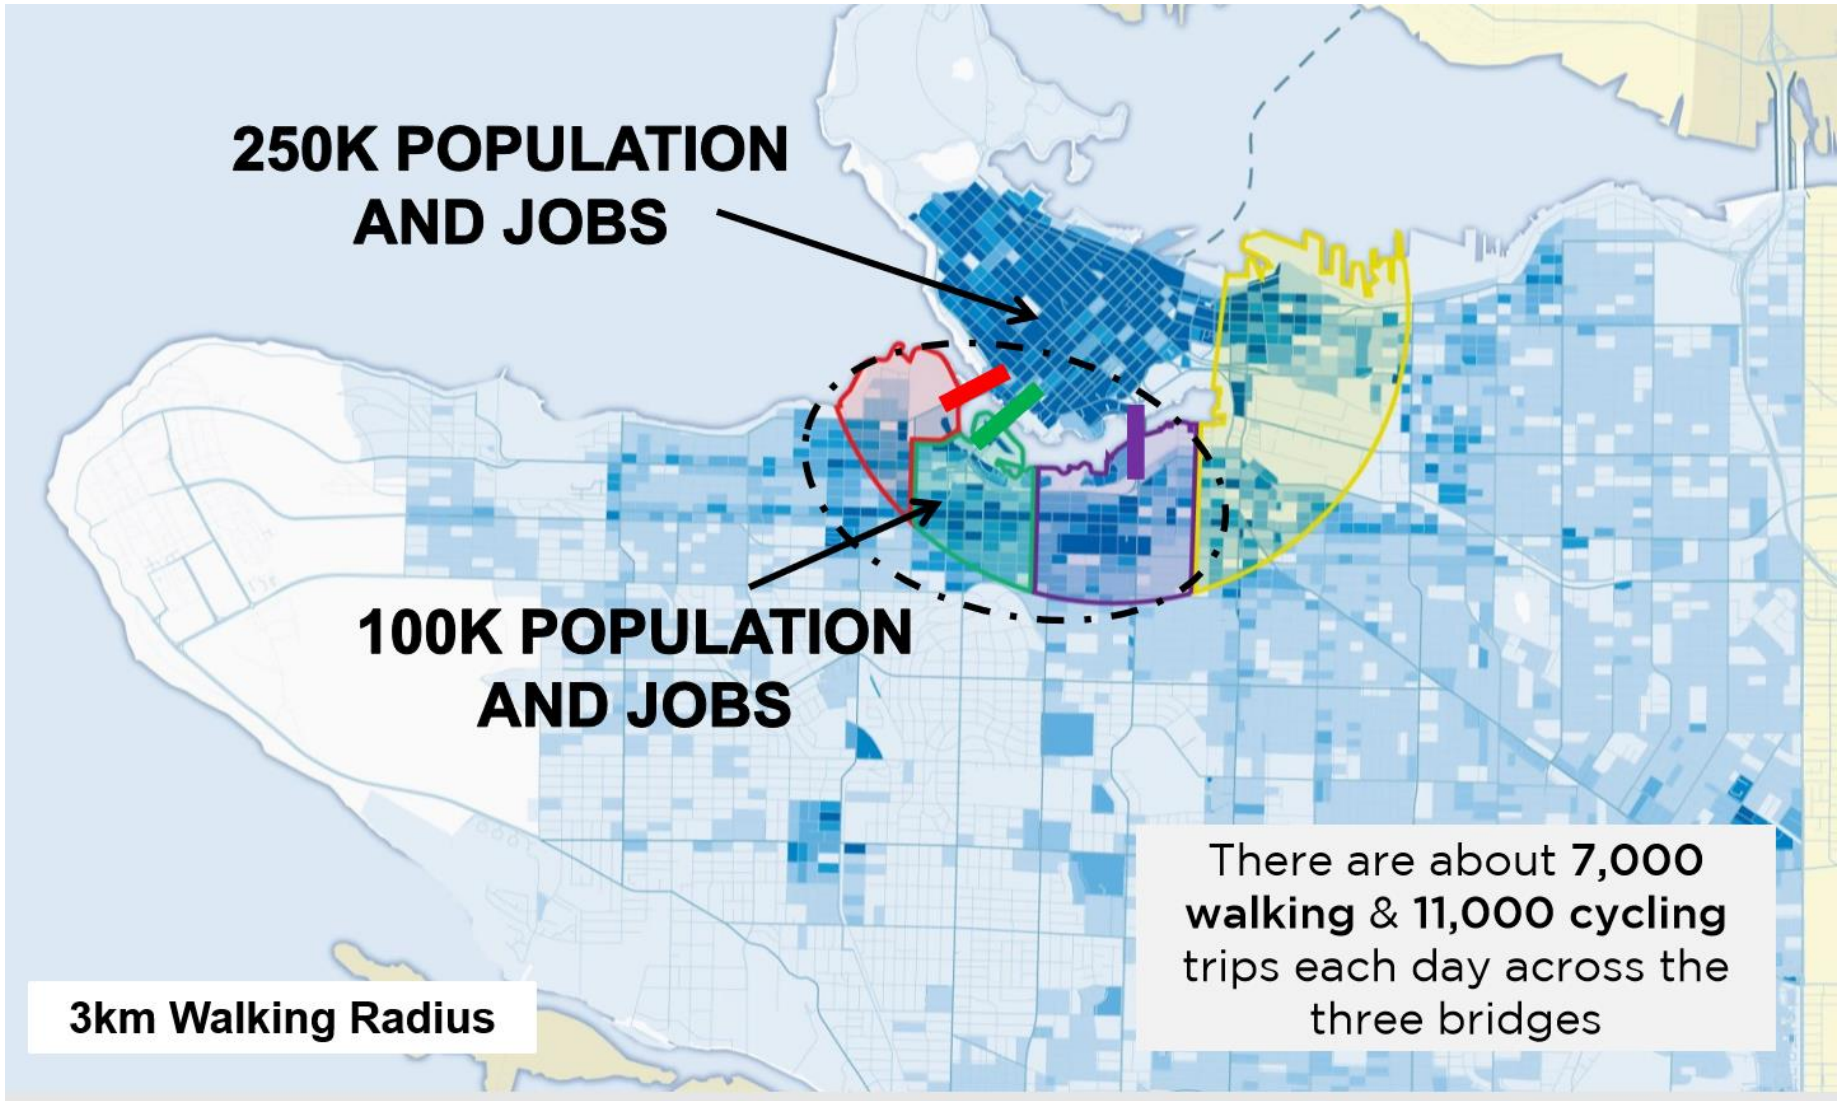 250K POPULATION
AND JOBS
100K POPULATION
AND JOBS
There are about 7,000
walking & 11,000 cycling
trips each day across the
three bridges
3km Walking Radius